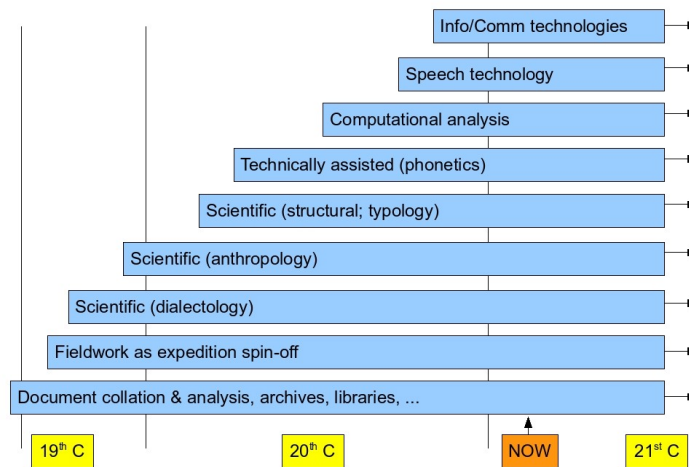 Info/Comm technologies
Speech technology
Computational analysis
Technically assisted (phonetics)
Scientific (structural; typology)
Scientific (anthropology)
Scientific (dialectology)
Fieldwork as expedition spin-off
Document collation & analysis, archives, libraries, ...
19th C
20th C
NOW
21st C